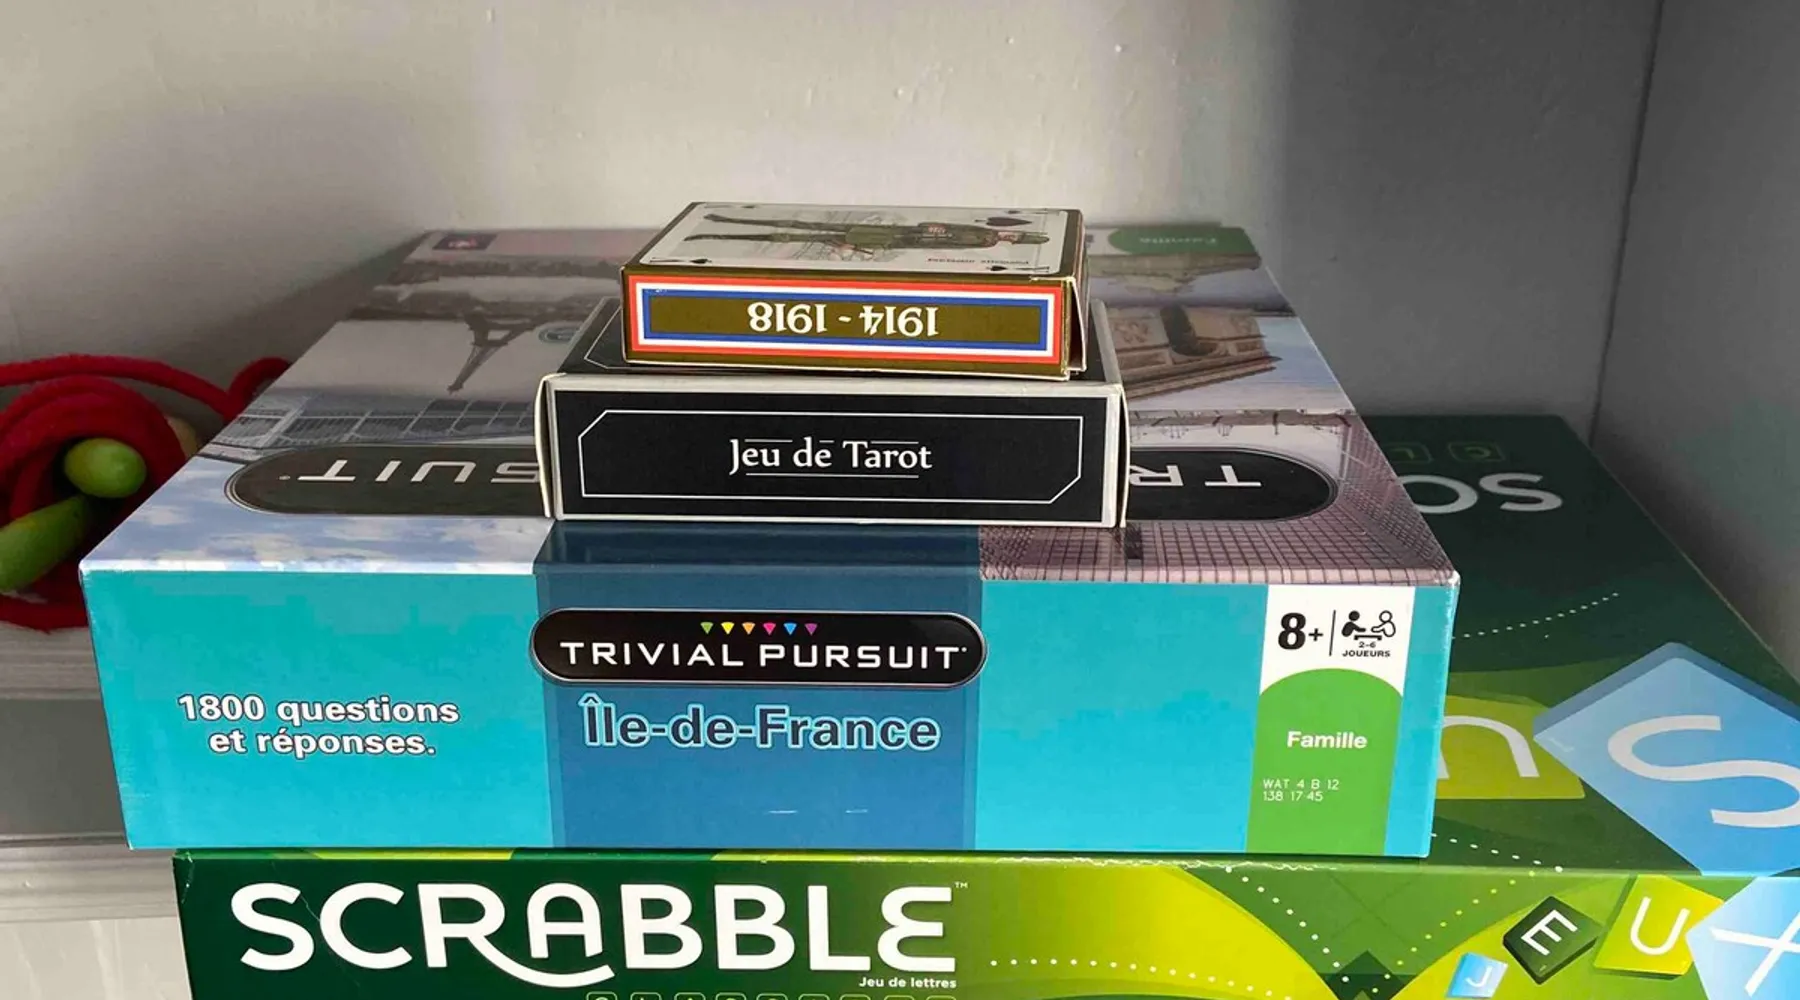 1914 - 1918
Jeu de Tarot
TRIVIAL PURSUIT
Île-de-France
1800 questions
et réponses.
8+
2-6
JOUEURS
Famille
WAT 4 B 12
138 17 45
SCRABBLE™
Jeu de lettres
J
E
U
X
S